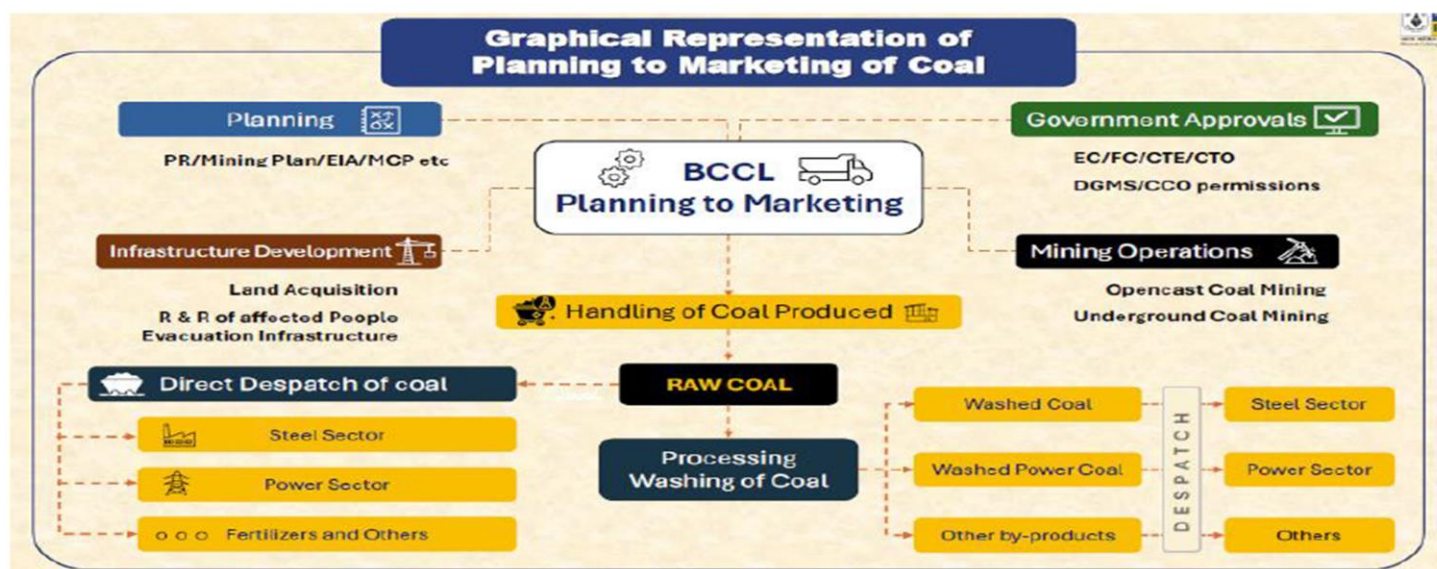 Graphical Representation of
Planning to Marketing of Coal
Planning
PR/Mining Plan/EIA/MCP etc
Government Approvals
EC/FC/CTE/CTO
DGMS/CCO permissions
BCCL
Planning to Marketing
Infrastructure Development
Land Acquisition
R & R of affected People
Evacuation Infrastructure
Mining Operations
Opencast Coal Mining
Underground Coal Mining
Handling of Coal Produced
Direct Despatch of coal
RAW COAL
Steel Sector
Power Sector
Fertilizers and Others
Processing
Washing of Coal
Washed Coal
Washed Power Coal
Other by-products
DESPATCH
Steel Sector
Power Sector
Others